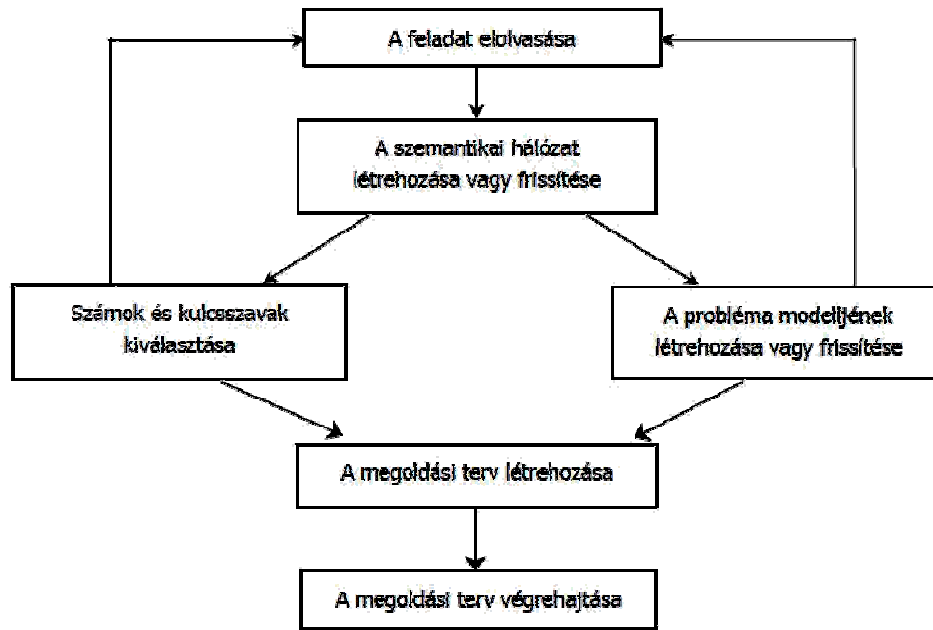 A feladat elolvasása
A szemantikai hálózat
létrehozása vagy frissítése
Számok és kulcsszavak
kiválasztása
A probléma modelljének
létrehozása vagy frissítése
A megoldási terv létrehozása
A megoldási terv végrehajtása